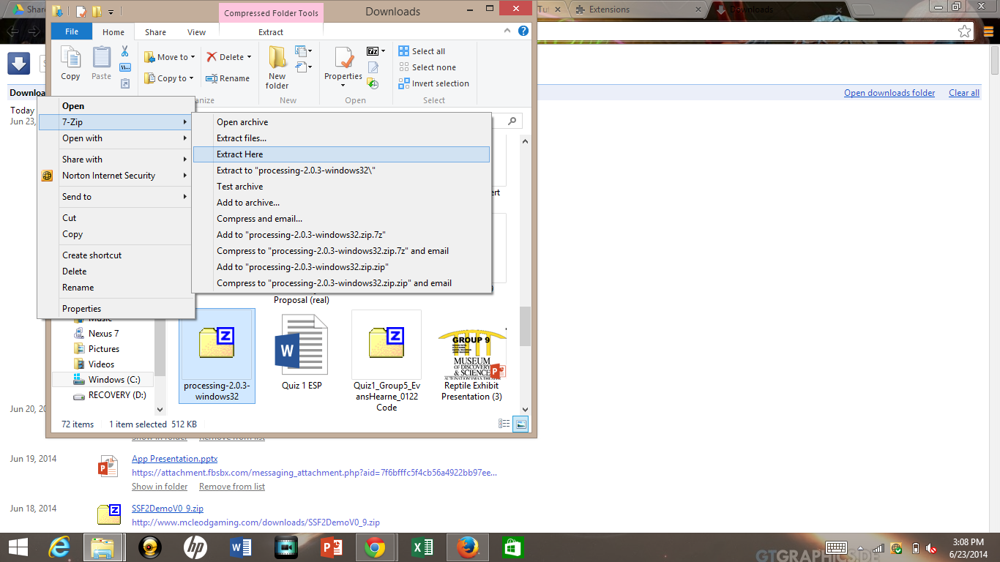 Share
Compressed Folder Tools
Downloads
Tut
Extensions
Downloads
File
Home
Share
View
Extract
Copy
Paste
Move to
Copy to
Delete
Rename
New
folder
Properties
Select all
Select none
Invert selection
anize
New
Open
Select
Downloa
Open downloads folder
Clear all
Today
Jun 23,
Open
7-Zip
Open with
Share with
Norton Internet Security
Send to
Cut
Copy
Create shortcut
Delete
Rename
Properties
Open archive
Extract files...
Extract Here
Extract to "processing-2.0.3-windows32\"
Test archive
Add to archive...
Compress and email...
Add to "processing-2.0.3-windows32.zip.7z"
Compress to "processing-2.0.3-windows32.zip.7z" and email
Add to "processing-2.0.3-windows32.zip.zip"
Compress to "processing-2.0.3-windows32.zip.zip" and email
ert
Proposal (real)
Music
Nexus 7
Pictures
Videos
Windows (C:)
RECOVERY (D:)
processing-2.0.3-
windows32
Quiz 1 ESP
Quiz1_Group5_Ev
ansHearne_0122
Code
GROUP 9
MUSEUM
OF DISCOVERY
& SCIENCE
Reptile Exhibit
Presentation (3)
72 items
1 item selected
512 KB
Jun 20, 20
Show in folder
Remove from list
Jun 19, 2014
App Presentation.pptx
https://attachment.fbsbx.com/messaging_attachment.php?aid=7f6bfffc5f4cb56a4922bb97ee...
Show in folder
Remove from list
Jun 18, 2014
SSF2DemoV0_9.zip
http://www.mcleodgaming.com/downloads/SSF2DemoV0_9.zip
GTGRAPHICS.DE
3:08 PM
6/23/2014